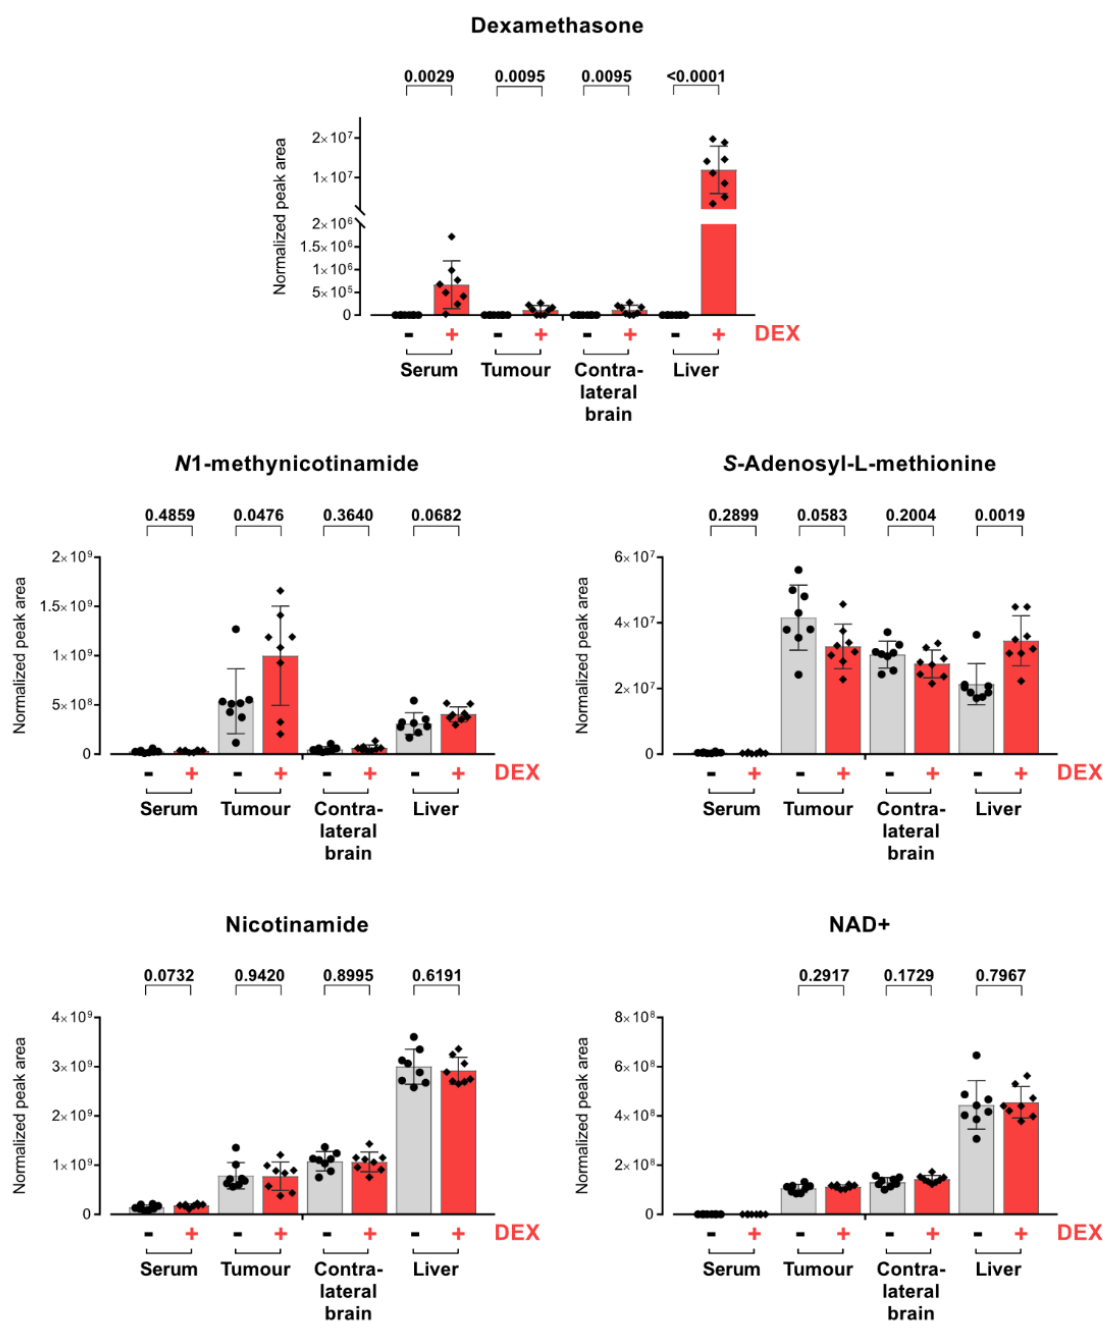 Dexamethasone
0.0029 0.0095 0.0095 <0.0001
Normalized peak area
2×10⁷
1×10⁷
2×10⁶
1.5×10⁶
1×10⁶
5×10⁵
0
- + - + - + - + DEX
Serum Tumour Contra- Liver
lateral
brain
N1-methynicotinamide
0.4859 0.0476 0.3640 0.0682
Normalized peak area
2×10⁹
1.5×10⁹
1×10⁹
5×10⁸
0
- + - + - + - + DEX
Serum Tumour Contra- Liver
lateral
brain
S-Adenosyl-L-methionine
0.2899 0.0583 0.2004 0.0019
Normalized peak area
6×10⁷
4×10⁷
2×10⁷
0
- + - + - + - + DEX
Serum Tumour Contra- Liver
lateral
brain
Nicotinamide
0.0732 0.9420 0.8995 0.6191
Normalized peak area
4×10⁹
3×10⁹
2×10⁹
1×10⁹
0
- + - + - + - + DEX
Serum Tumour Contra- Liver
lateral
brain
NAD+
0.2917 0.1729 0.7967
Normalized peak area
8×10⁸
6×10⁸
4×10⁸
2×10⁸
0
- + - + - + - + DEX
Serum Tumour Contra- Liver
lateral
brain